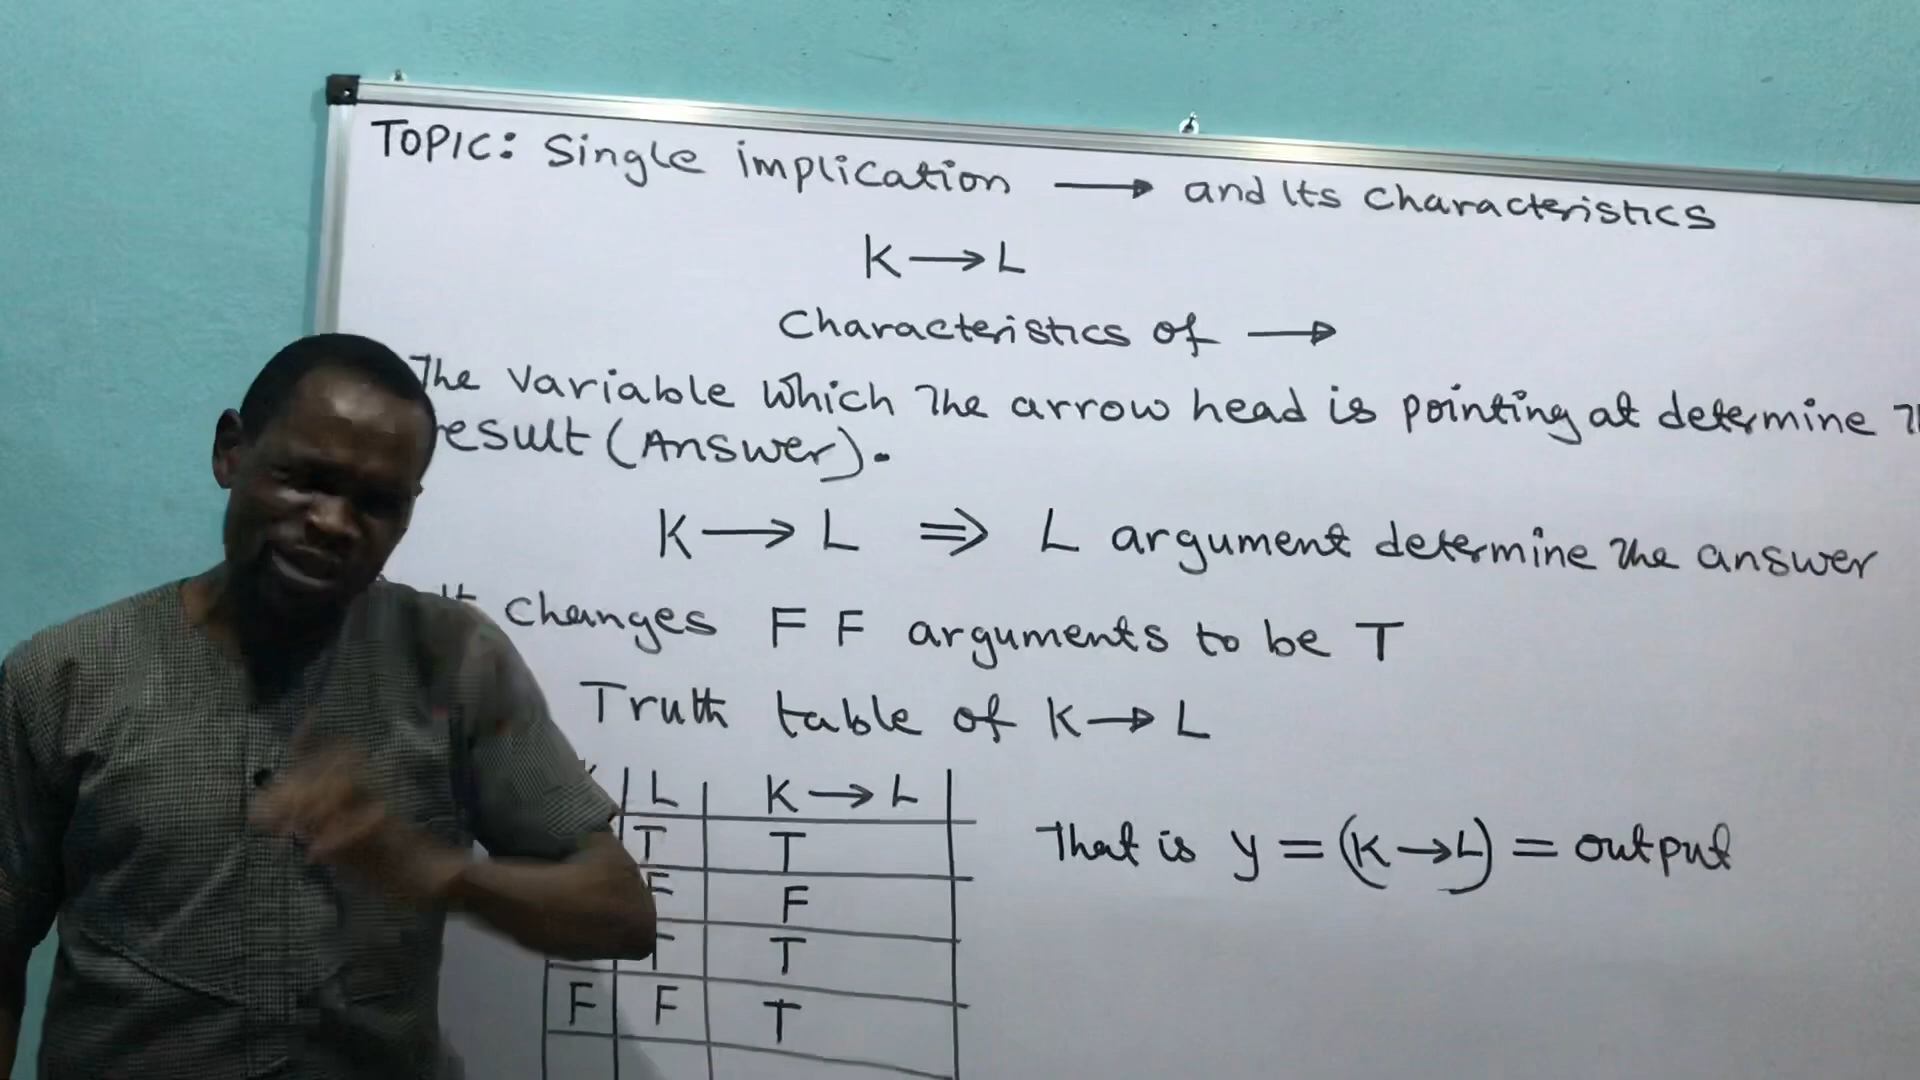 TOPIC: Single implication → and Its characteristics
K → L
Characteristics of →
The variable which the arrow head is pointing at determine
result (Answer).
K → L ⇒ L argument determine the answer
It changes F F arguments to be T
Truth table of K → L
L K → L
T T
F F That is y = (K → L) = output
T
F F T